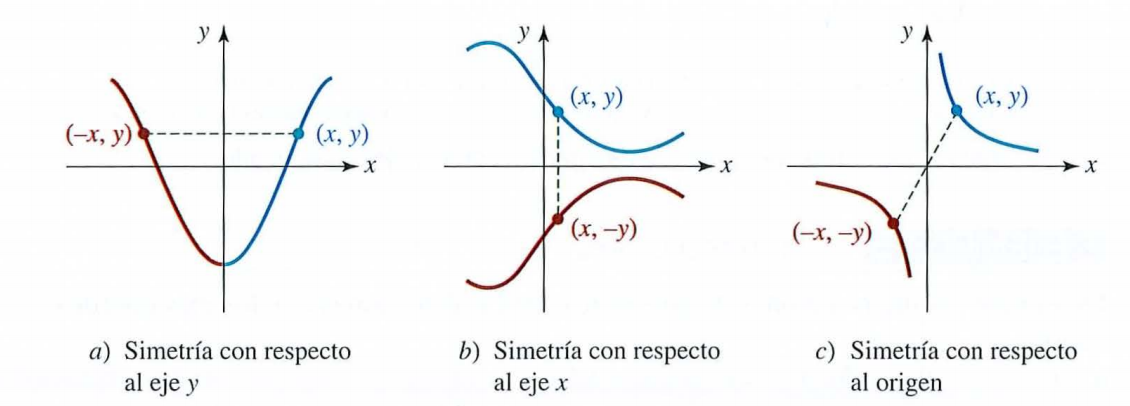 y
x
(–x, y)
(x, y)
a) Simetría con respecto
al eje y
y
x
(x, y)
(x, –y)
b) Simetría con respecto
al eje x
y
x
(x, y)
(–x, –y)
c) Simetría con respecto
al origen